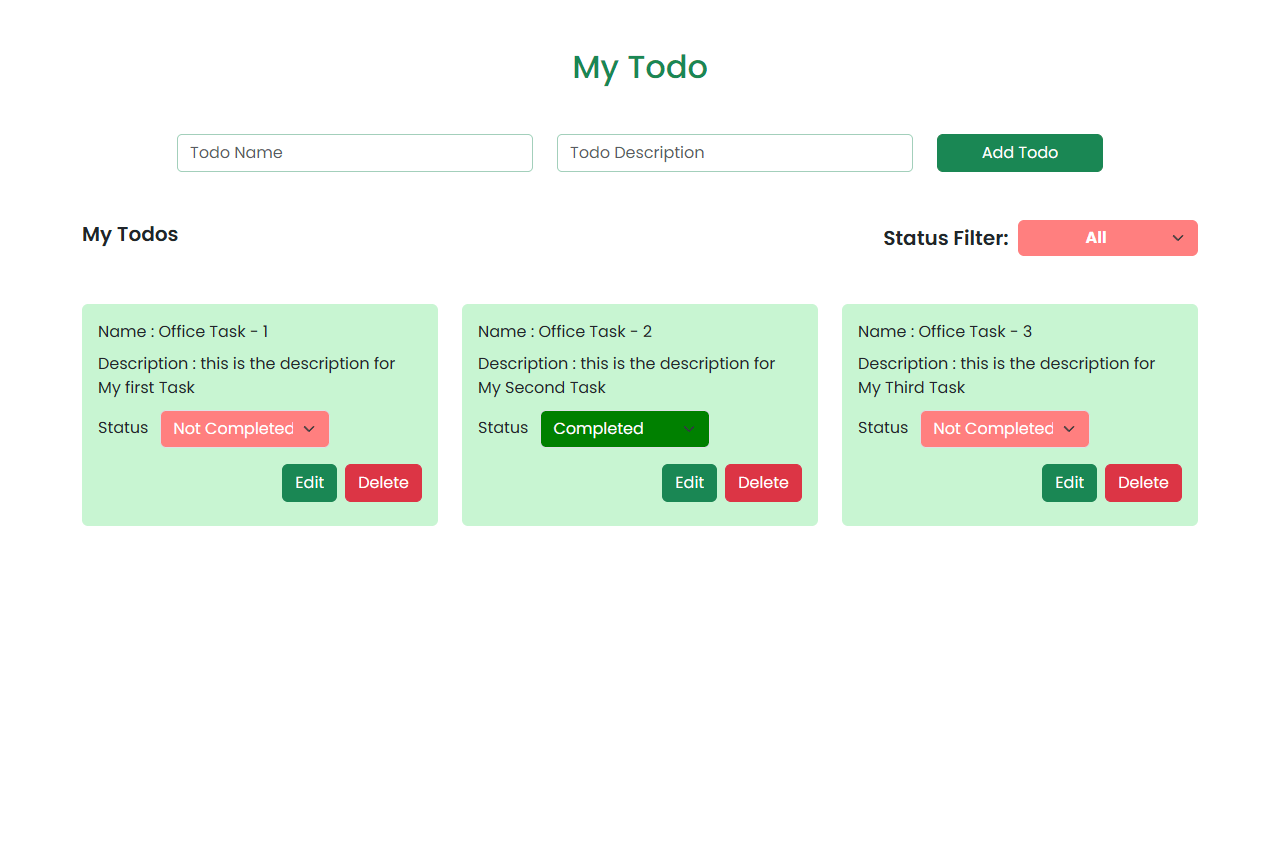 My Todo
Todo Name
Todo Description
Add Todo
My Todos
Status Filter:
All
Name : Office Task - 1
Description : this is the description for
My first Task
Status
Not Completed
Edit
Delete
Name : Office Task - 2
Description : this is the description for
My Second Task
Status
Completed
Edit
Delete
Name : Office Task - 3
Description : this is the description for
My Third Task
Status
Not Completed
Edit
Delete